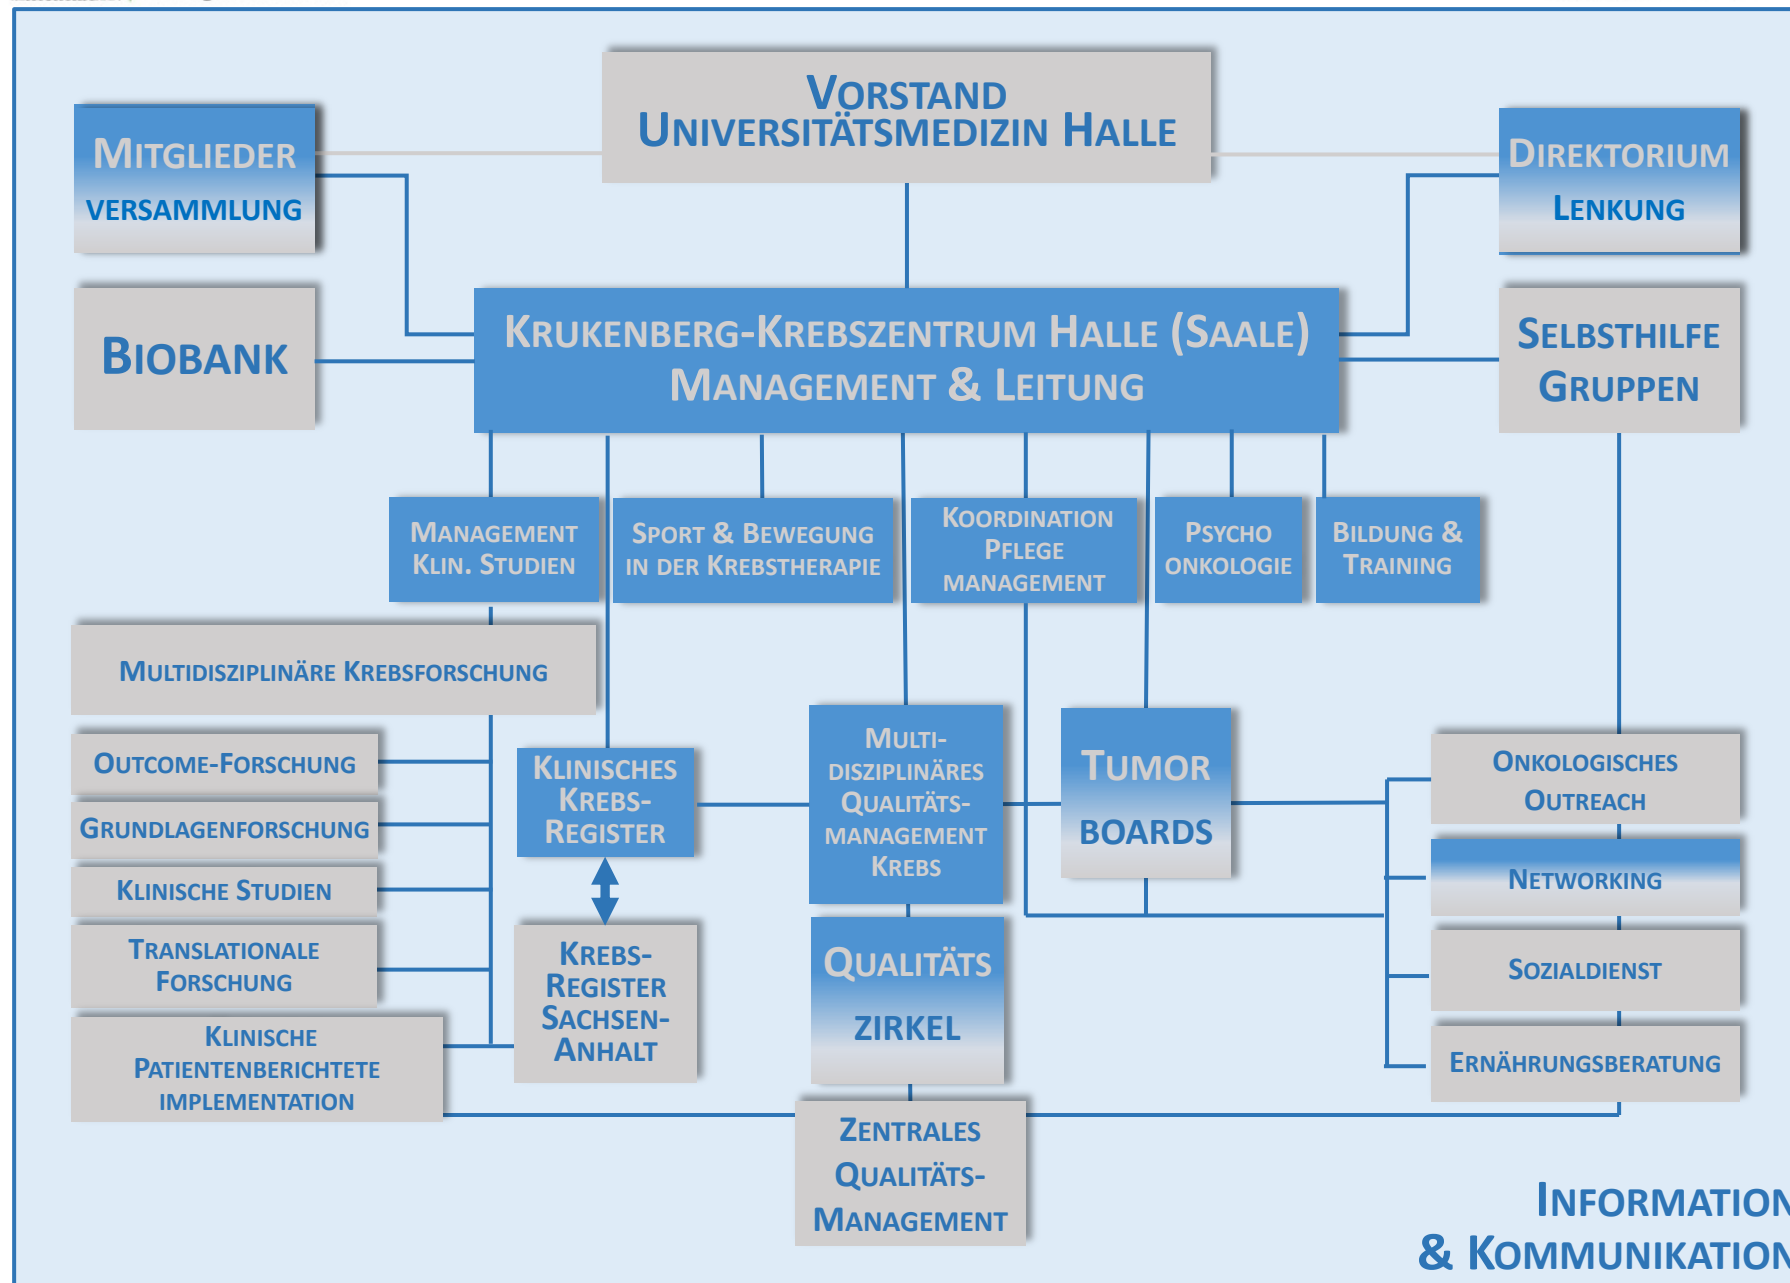 Vorstand
Universitätsmedizin Halle
Mitglieder
versammlung
Direktorium
Lenkung
Biobank
Krukenberg-Krebszentrum Halle (Saale)
Management & Leitung
Selbsthilfe
Gruppen
Management
Klin. Studien
Sport & Bewegung
in der Krebstherapie
Koordination
Pflege
management
Psycho
onkologie
Bildung &
Training
Multidisziplinäre Krebsforschung
Outcome-Forschung
Grundlagenforschung
Klinische Studien
Translationale
Forschung
Klinische
Patientenberichtete
implementation
Klinisches
Krebs-
Register
Krebs-
Register
Sachsen-
Anhalt
Multi-
disziplinäres
Qualitäts-
management
Krebs
Qualitäts
zirkel
Zentrales
Qualitäts-
Management
Tumor
boards
Onkologisches
Outreach
Networking
Sozialdienst
Ernährungsberatung
Information
& Kommunikation